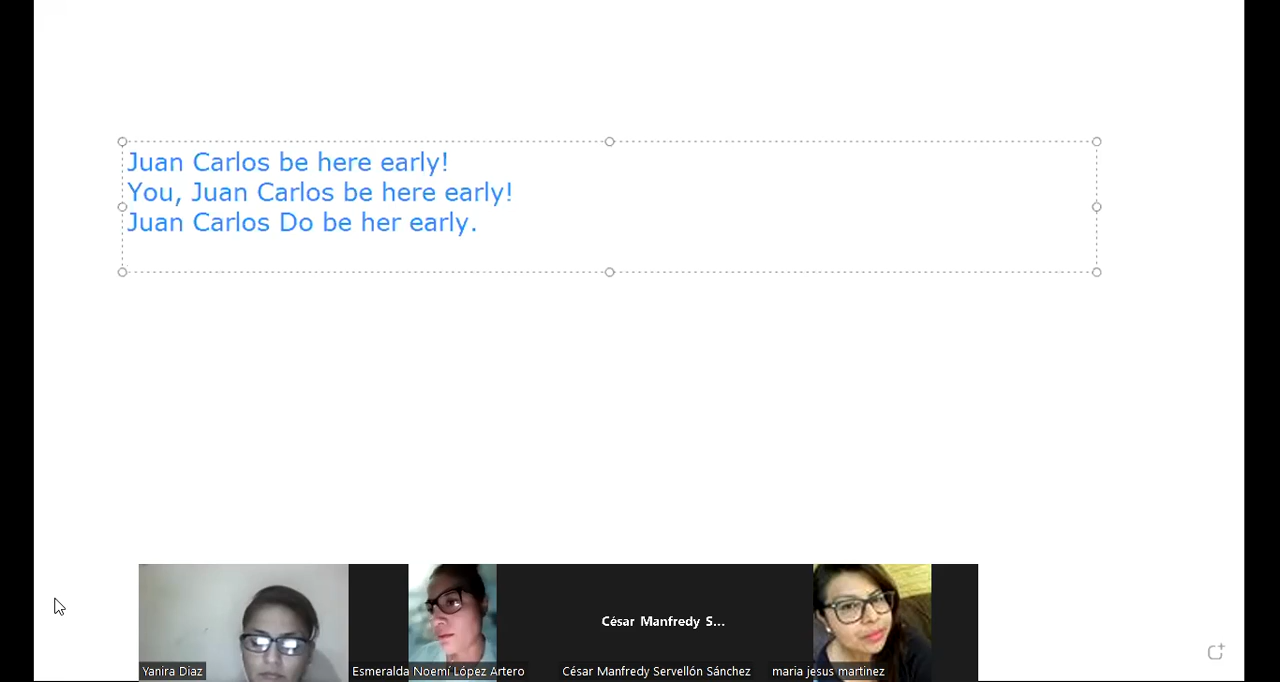 Juan Carlos be here early!
You, Juan Carlos be here early!
Juan Carlos Do be her early.
César Manfredy S...
Yanira Diaz
Esmeralda Noemí López Artero
César Manfredy Servellón Sánchez
maria jesus martinez